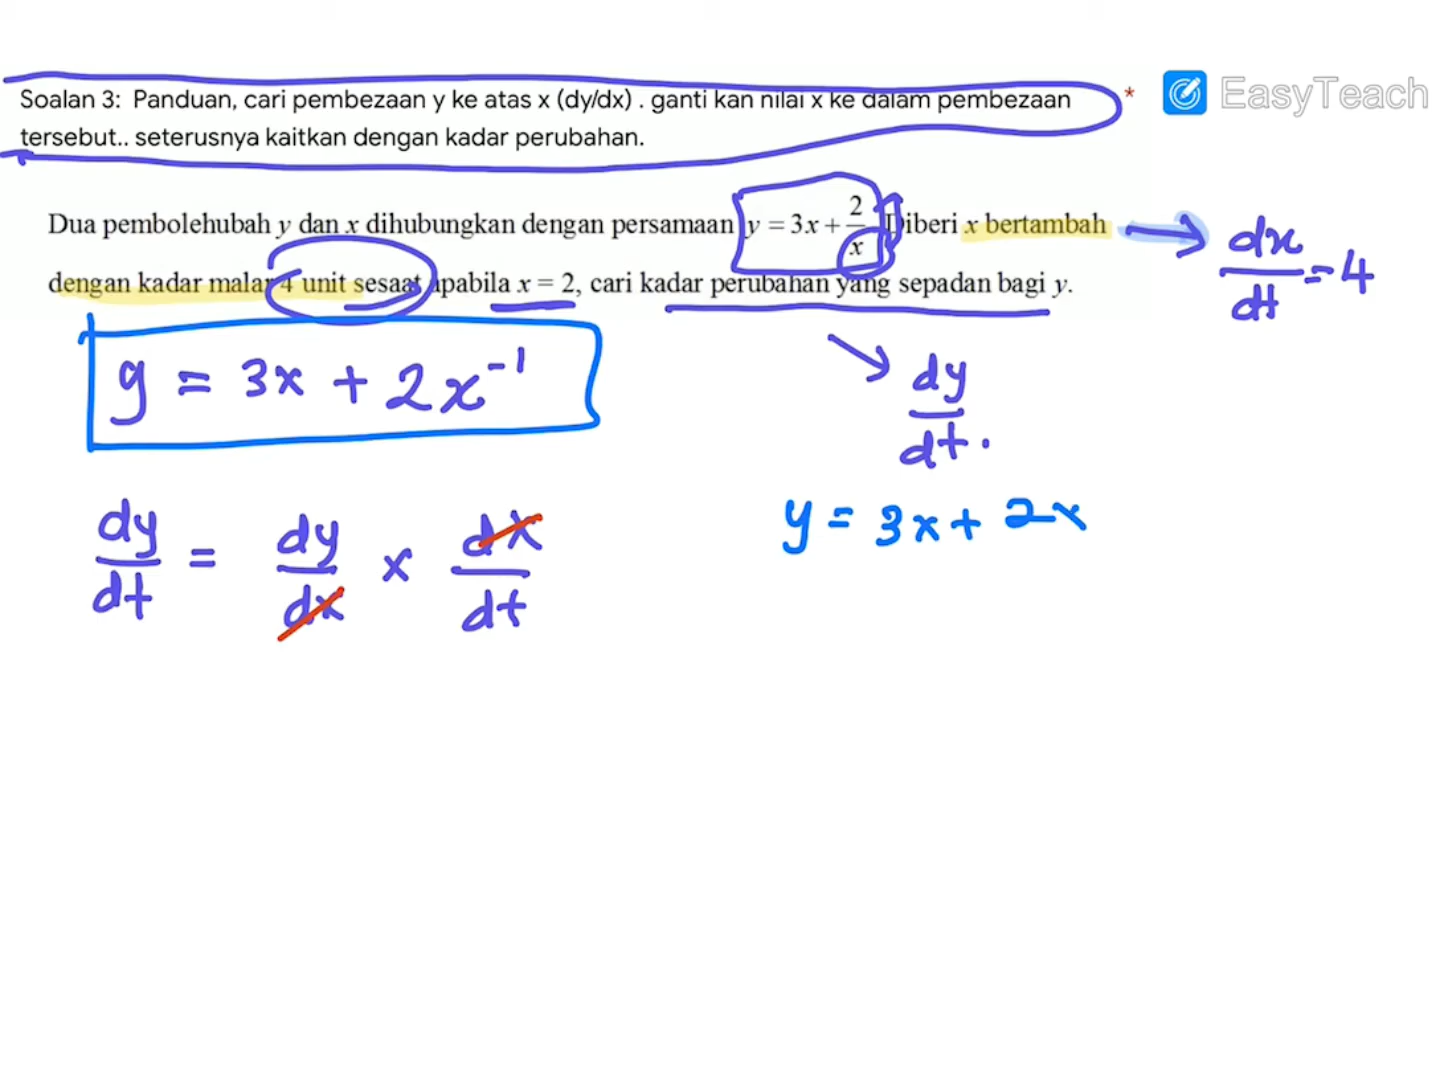 Soalan 3: Panduan, cari pembezaan y ke atas x (dy/dx) . ganti kan nilai x ke dalam pembezaan *
tersebut.. seterusnya kaitkan dengan kadar perubahan.
EasyTeach
Dua pembolehubah y dan x dihubungkan dengan persamaan y = 3x + 2/x. Diberi x bertambah
dengan kadar malar 4 unit sesaat apabila x = 2, cari kadar perubahan yang sepadan bagi y.
dx/dt = 4
y = 3x + 2x⁻¹
dy/dt.
dy/dt = dy/dx × dx/dt
y = 3x + 2x